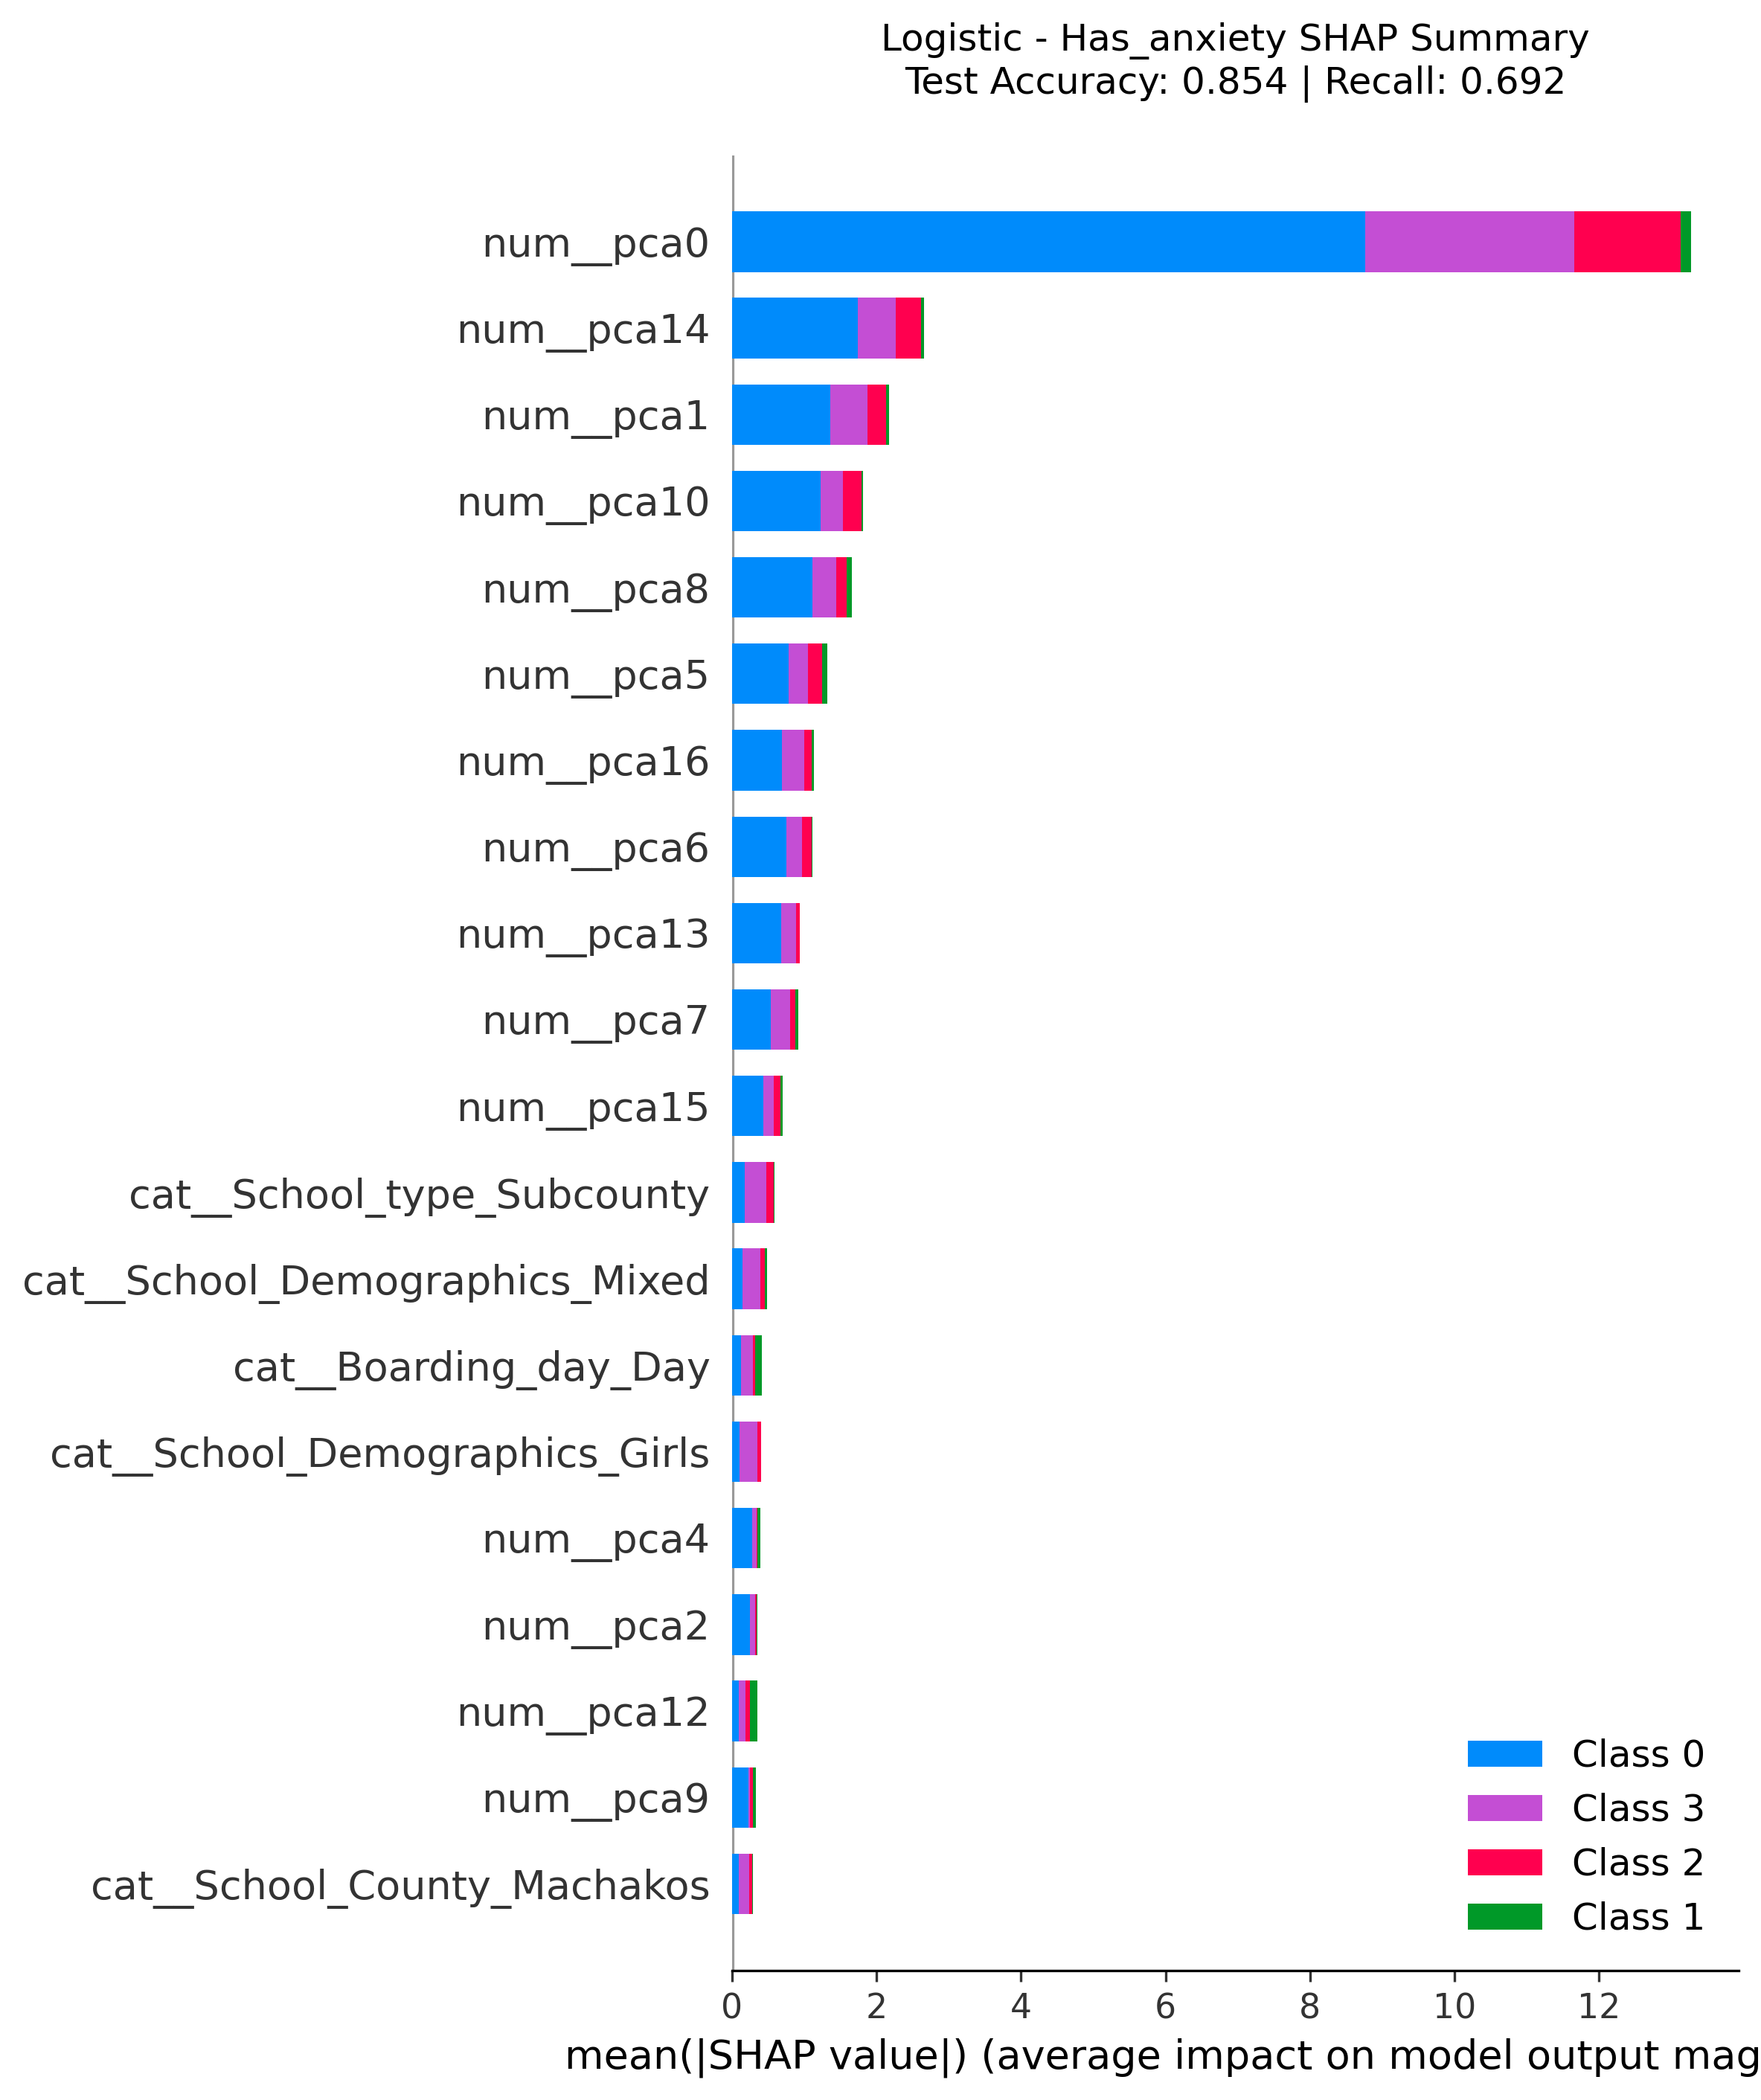 Logistic - Has_anxiety SHAP Summary
Test Accuracy: 0.854 | Recall: 0.692
num__pca0
num__pca14
num__pca1
num__pca10
num__pca8
num__pca5
num__pca16
num__pca6
num__pca13
num__pca7
num__pca15
cat__School_type_Subcounty
cat__School_Demographics_Mixed
cat__Boarding_day_Day
cat__School_Demographics_Girls
num__pca4
num__pca2
num__pca12
num__pca9
cat__School_County_Machakos
Class 0
Class 3
Class 2
Class 1
0 2 4 6 8 10 12
mean(|SHAP value|) (average impact on model output mag